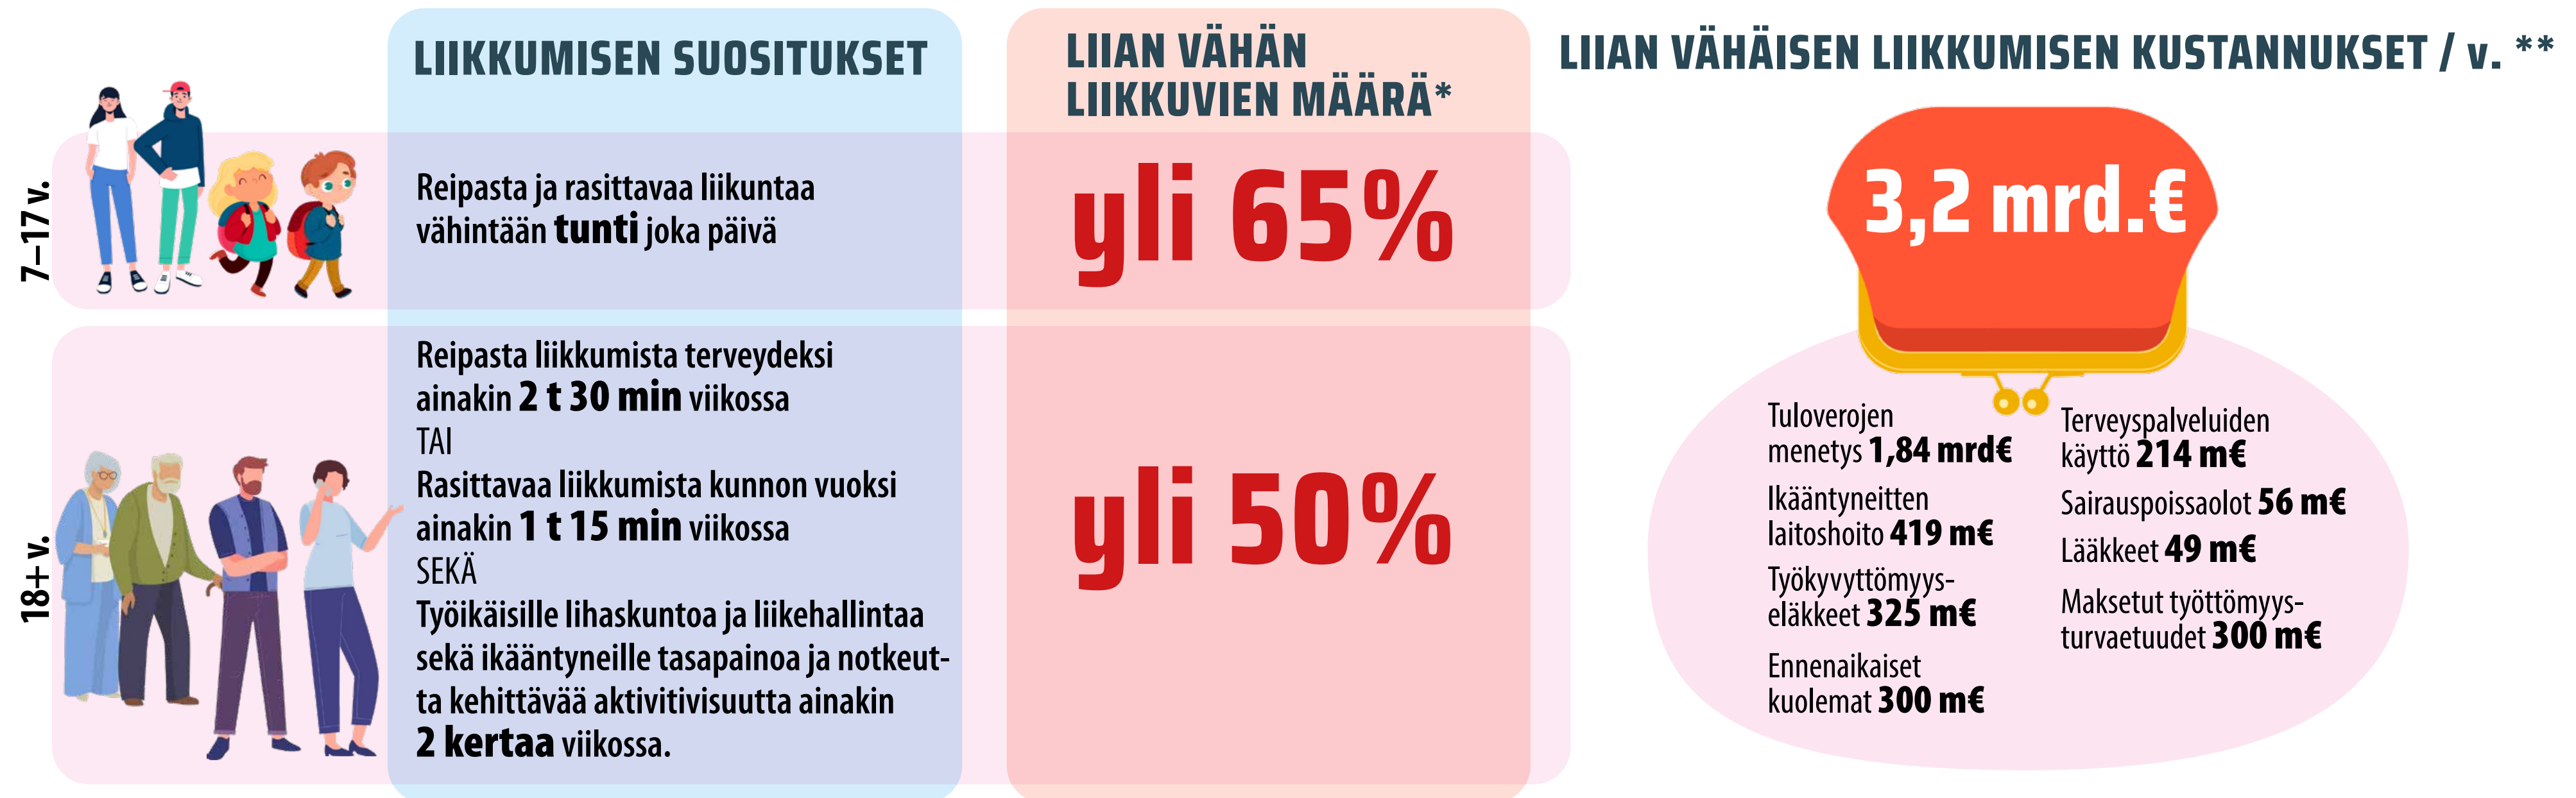 LIIKKUMISEN SUOSITUKSET
LIIAN VÄHÄN
LIIKKUVIEN MÄÄRÄ*
LIIAN VÄHÄISEN LIIKKUMISEN KUSTANNUKSET / v. **
7–17 v.
Reipasta ja rasittavaa liikuntaa
vähintään tunti joka päivä
yli 65%
18+ v.
Reipasta liikkumista terveydeksi
ainakin 2 t 30 min viikossa
TAI
Rasittavaa liikkumista kunnon vuoksi
ainakin 1 t 15 min viikossa
SEKÄ
Työikäisille lihaskuntoa ja liikehallintaa
sekä ikääntyneille tasapainoa ja notkeut-
ta kehittävää aktivitivisuutta ainakin
2 kertaa viikossa.
yli 50%
3,2 mrd.€
Tuloverojen
menetys 1,84 mrd€
Ikääntyneitten
laitoshoito 419 m€
Työkyvyttömyys-
eläkkeet 325 m€
Ennenaikaiset
kuolemat 300 m€
Terveyspalveluiden
käyttö 214 m€
Sairauspoissaolot 56 m€
Lääkkeet 49 m€
Maksetut työttömyys-
turvaetuudet 300 m€